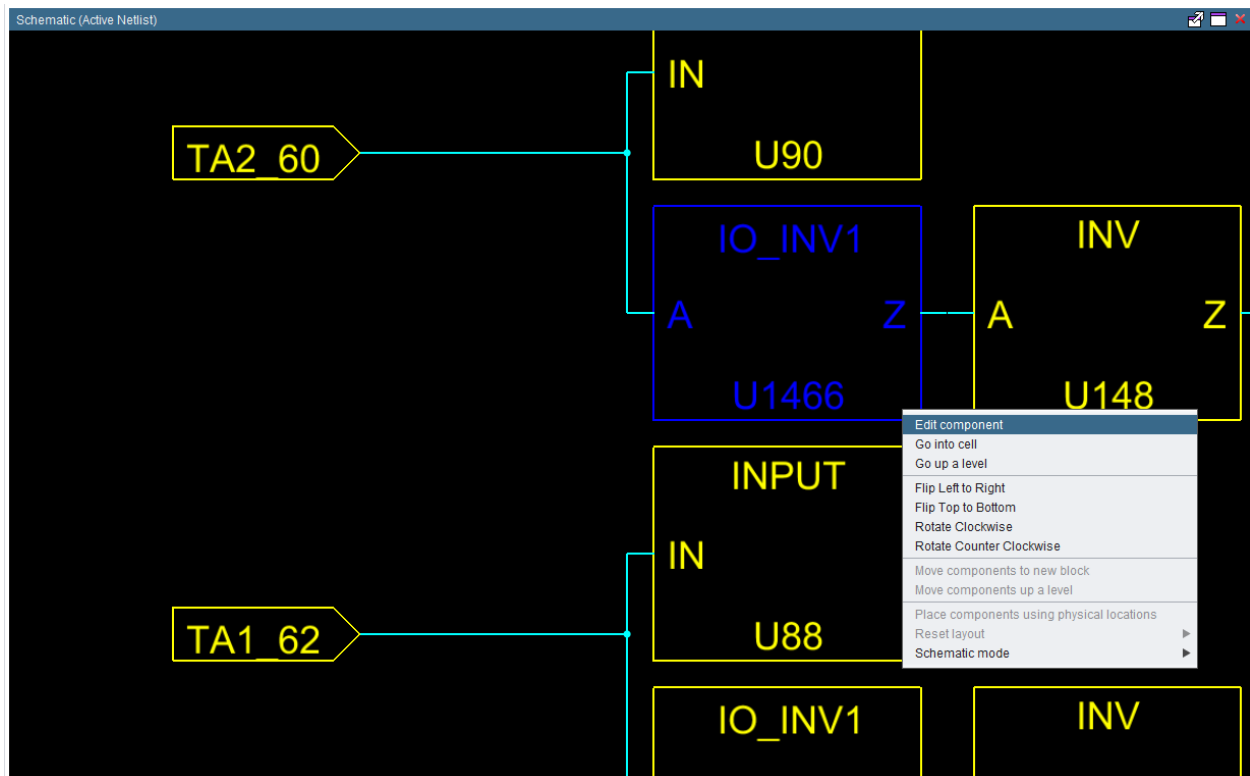 Schematic (Active Netlist)
IN
TA2_60
U90
IO_INV1
INV
A
Z
A
Z
U1466
U148
Edit component
Go into cell
Go up a level
Flip Left to Right
Flip Top to Bottom
Rotate Clockwise
Rotate Counter Clockwise
Move components to new block
Move components up a level
Place components using physical locations
Reset layout
Schematic mode
INPUT
IN
TA1_62
U88
IO_INV1
INV